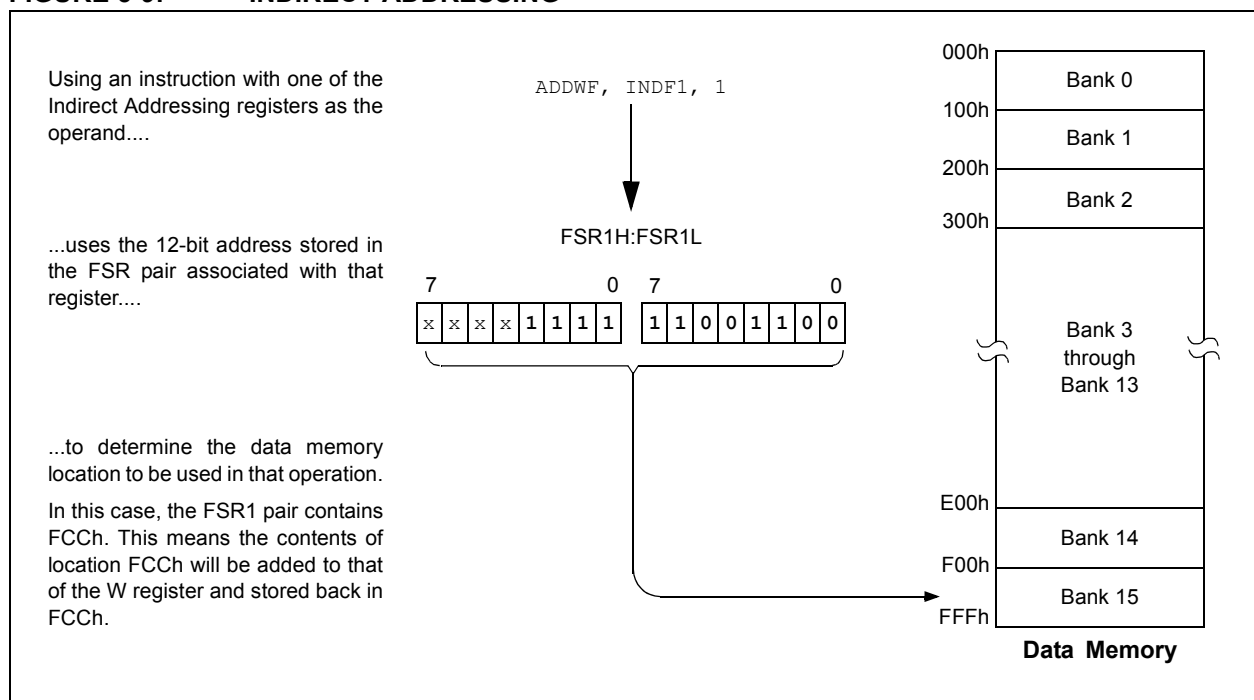 FIGURE INDIRECT ADDRESSING
Using an instruction with one of the
Indirect Addressing registers as the
operand....
ADDWF, INDF1, 1
...uses the 12-bit address stored in
the FSR pair associated with that
register....
FSR1H:FSR1L
7 0 7 0
x x x x 1 1 1 1 1 1 0 0 1 1 0 0
...to determine the data memory
location to be used in that operation.
In this case, the FSR1 pair contains
FCCh. This means the contents of
location FCCh will be added to that
of the W register and stored back in
FCCh.
000h
Bank 0
100h
Bank 1
200h
Bank 2
300h
Bank 3
through
Bank 13
E00h
Bank 14
F00h
Bank 15
FFFh
Data Memory